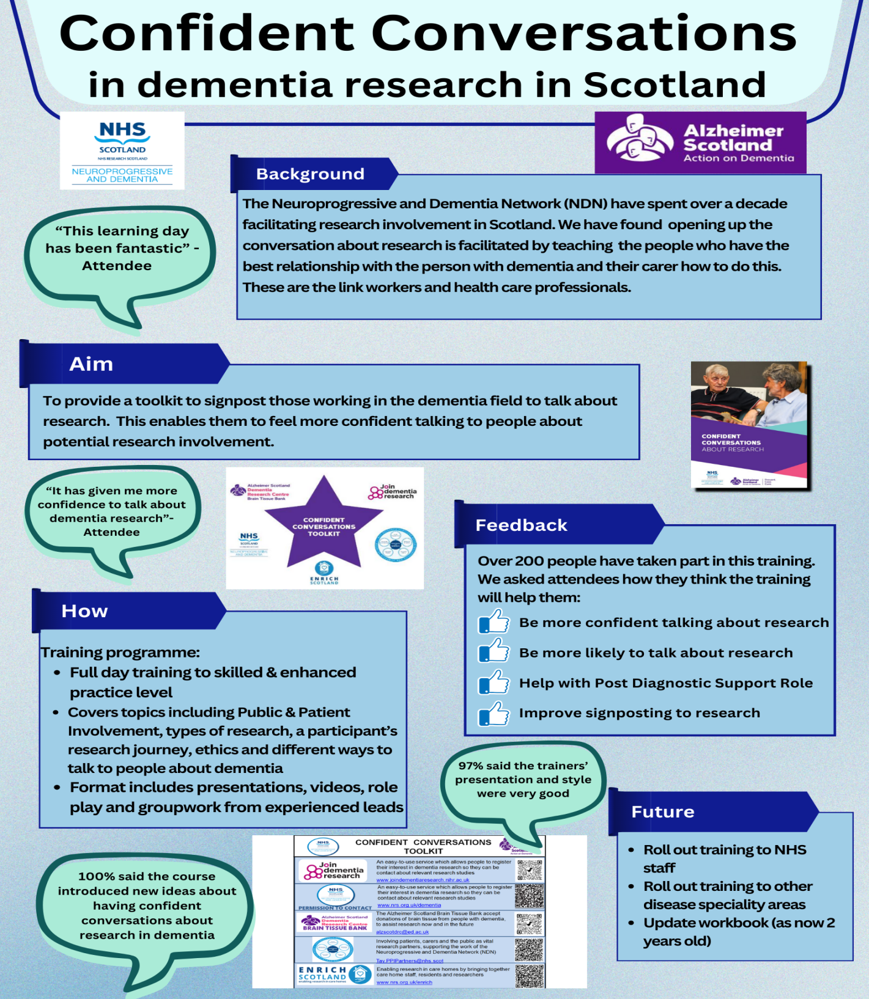 Confident Conversations
in dementia research in Scotland
NHS
SCOTLAND
NHS RESEARCH SCOTLAND
NEUROPROGRESSIVE
AND DEMENTIA
Alzheimer
Scotland
Action on Dementia
Background
The Neuroprogressive and Dementia Network (NDN) have spent over a decade
facilitating research involvement in Scotland. We have found opening up the
conversation about research is facilitated by teaching the people who have the
best relationship with the person with dementia and their carer how to do this.
These are the link workers and health care professionals.
“This learning day
has been fantastic” -
Attendee
Aim
To provide a toolkit to signpost those working in the dementia field to talk about
research. This enables them to feel more confident talking to people about
potential research involvement.
CONFIDENT
CONVERSATIONS
ABOUT RESEARCH
NHS
Alzheimer
Scotland
“It has given me more
confidence to talk about
dementia research”-
Attendee
Alzheimer Scotland
Dementia
Research Centre
Brain Tissue Bank
Join
dementia
research
CONFIDENT
CONVERSATIONS
TOOLKIT
NHS
SCOTLAND
NEUROPROGRESSIVE
AND DEMENTIA
ENRICH
SCOTLAND
Feedback
Over 200 people have taken part in this training.
We asked attendees how they think the training
will help them:
Be more confident talking about research
Be more likely to talk about research
Help with Post Diagnostic Support Role
Improve signposting to research
How
Training programme:
• Full day training to skilled & enhanced
practice level
• Covers topics including Public & Patient
Involvement, types of research, a participant’s
research journey, ethics and different ways to
talk to people about dementia
• Format includes presentations, videos, role
play and groupwork from experienced leads
97% said the trainers’
presentation and style
were very good
Future
• Roll out training to NHS
staff
• Roll out training to other
disease speciality areas
• Update workbook (as now 2
years old)
100% said the course
introduced new ideas about
having confident
conversations about
research in dementia
NHS
CONFIDENT CONVERSATIONS
TOOLKIT
Join
dementia
research
An easy-to-use service which allows people to register
their interest in dementia research so they can be
contact about relevant research studies
www.joindementiaresearch.nihr.ac.uk
NHS
PERMISSION TO CONTACT
An easy-to-use service which allows people to register
their interest in dementia research so they can be
contact about relevant research studies
www.nrs.org.uk/dementia
Alzheimer Scotland
Dementia
Research Centre
BRAIN TISSUE BANK
The Alzheimer Scotland Brain Tissue Bank accept
donations of brain tissue from people with dementia,
to assist research now and in the future
alzscotdrc@ed.ac.uk
Involving patients, carers and the public as vital
research partners, supporting the work of the
Neuroprogressive and Dementia Network (NDN)
Tay.PPIPartners@nhs.scot
ENRICH
SCOTLAND
enabling research in care homes
Enabling research in care homes by bringing together
care home staff, residents and researchers
www.nrs.org.uk/enrich